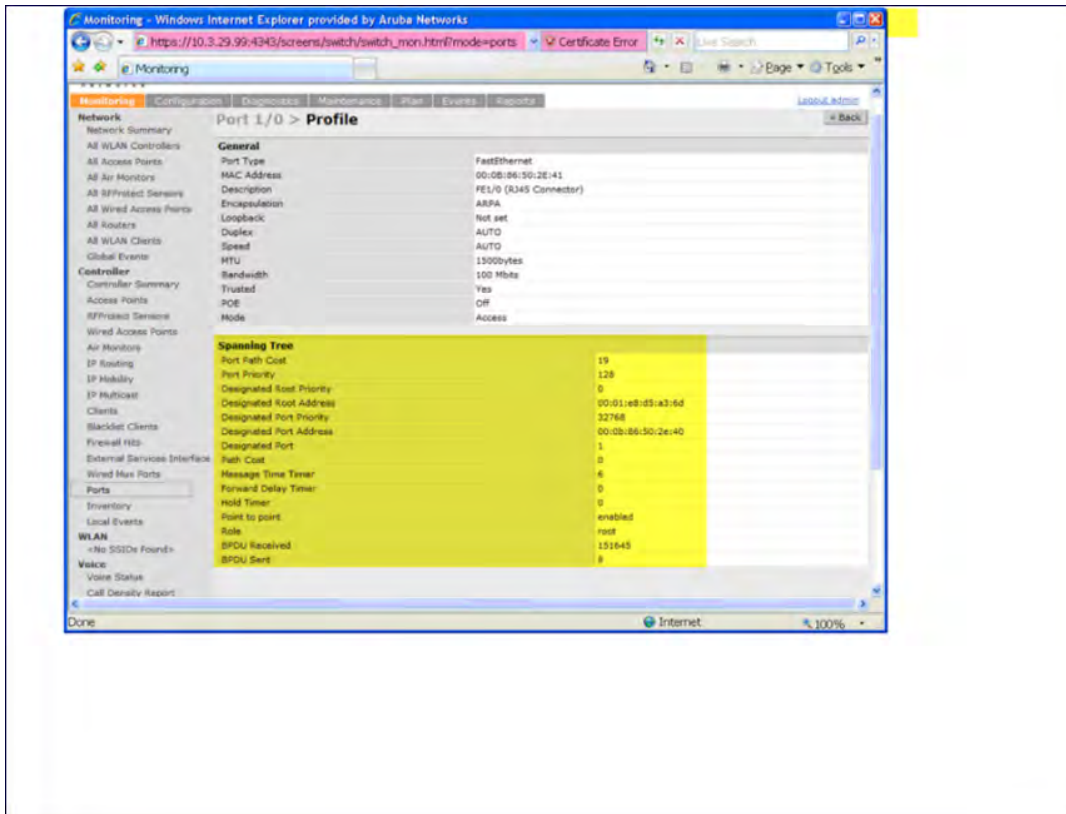 Monitoring - Windows Internet Explorer provided by Aruba Networks
https://10.3.29.99:4343/screens/switch/switch_mon.html?mode=ports Certificate Error Live Search
Monitoring Page Tools
Monitoring Configuration Diagnostics Maintenance Plan Events Reports Logout admin
Port 1/0 > Profile « Back
Network
Network Summary
All WLAN Controllers
All Access Points
All Air Monitors
All RFProtect Sensors
All Wired Access Points
All Routers
All WLAN Clients
Global Events
Controller
Controller Summary
Access Points
RFProtect Sensors
Wired Access Points
Air Monitors
IP Routing
IP Mobility
IP Multicast
Clients
Blacklist Clients
Firewall Hits
External Services Interface
Wired Mux Ports
Ports
Inventory
Local Events
WLAN
<No SSIDs Found>
Voice
Voice Status
Call Density Report
General
Port Type FastEthernet
MAC Address 00:0B:86:50:2E:41
Description FE1/0 (RJ45 Connector)
Encapsulation ARPA
Loopback Not set
Duplex AUTO
Speed AUTO
MTU 1500bytes
Bandwidth 100 Mbits
Trusted Yes
POE Off
Mode Access
Spanning Tree
Port Path Cost 19
Port Priority 128
Designated Root Priority 0
Designated Root Address 00:01:e8:d5:a3:6d
Designated Port Priority 32768
Designated Port Address 00:0b:86:50:2e:40
Designated Port 1
Path Cost 0
Message Time Timer 6
Forward Delay Timer 0
Hold Timer 0
Point to point enabled
Role root
BPDU Received 151645
BPDU Sent
Done Internet 100%